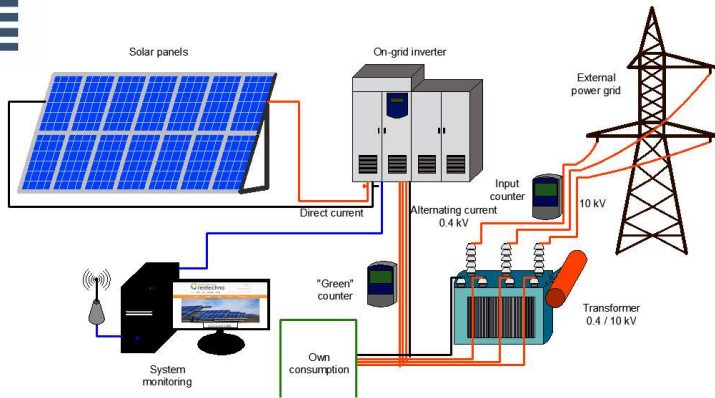 Solar panels
On-grid inverter
External
power grid
Input
counter
10 kV
Direct current
Alternating current
0.4 kV
"Green"
counter
rentechno
Transformer
0.4 / 10 kV
Own
consumption
System
monitoring